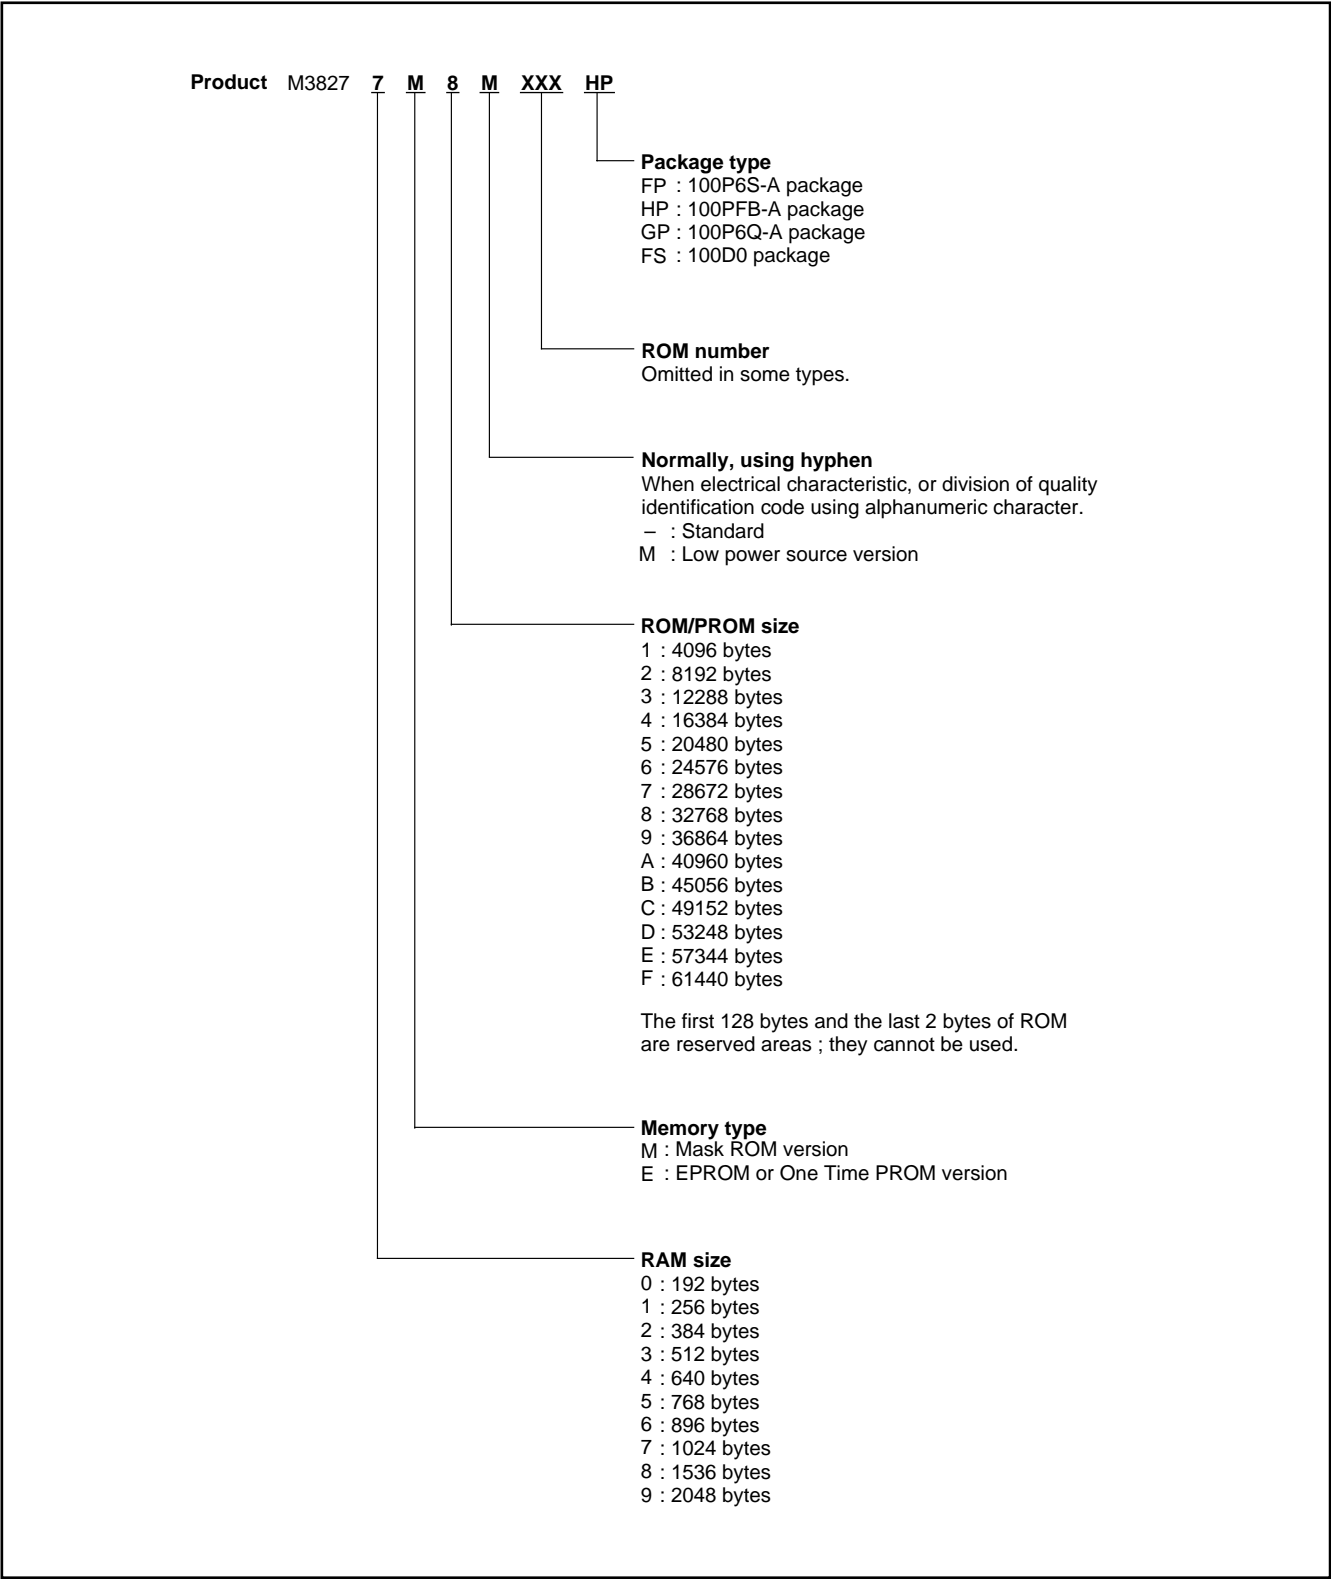 Product M3827 7 M 8 M XXX HP
Package type
FP : 100P6S-A package
HP : 100PFB-A package
GP : 100P6Q-A package
FS : 100D0 package
ROM number
Omitted in some types.
Normally, using hyphen
When electrical characteristic, or division of quality
identification code using alphanumeric character.
– : Standard
M : Low power source version
ROM/PROM size
1 : 4096 bytes
2 : 8192 bytes
3 : 12288 bytes
4 : 16384 bytes
5 : 20480 bytes
6 : 24576 bytes
7 : 28672 bytes
8 : 32768 bytes
9 : 36864 bytes
A : 40960 bytes
B : 45056 bytes
C : 49152 bytes
D : 53248 bytes
E : 57344 bytes
F : 61440 bytes
The first 128 bytes and the last 2 bytes of ROM
are reserved areas ; they cannot be used.
Memory type
M : Mask ROM version
E : EPROM or One Time PROM version
RAM size
0 : 192 bytes
1 : 256 bytes
2 : 384 bytes
3 : 512 bytes
4 : 640 bytes
5 : 768 bytes
6 : 896 bytes
7 : 1024 bytes
8 : 1536 bytes
9 : 2048 bytes